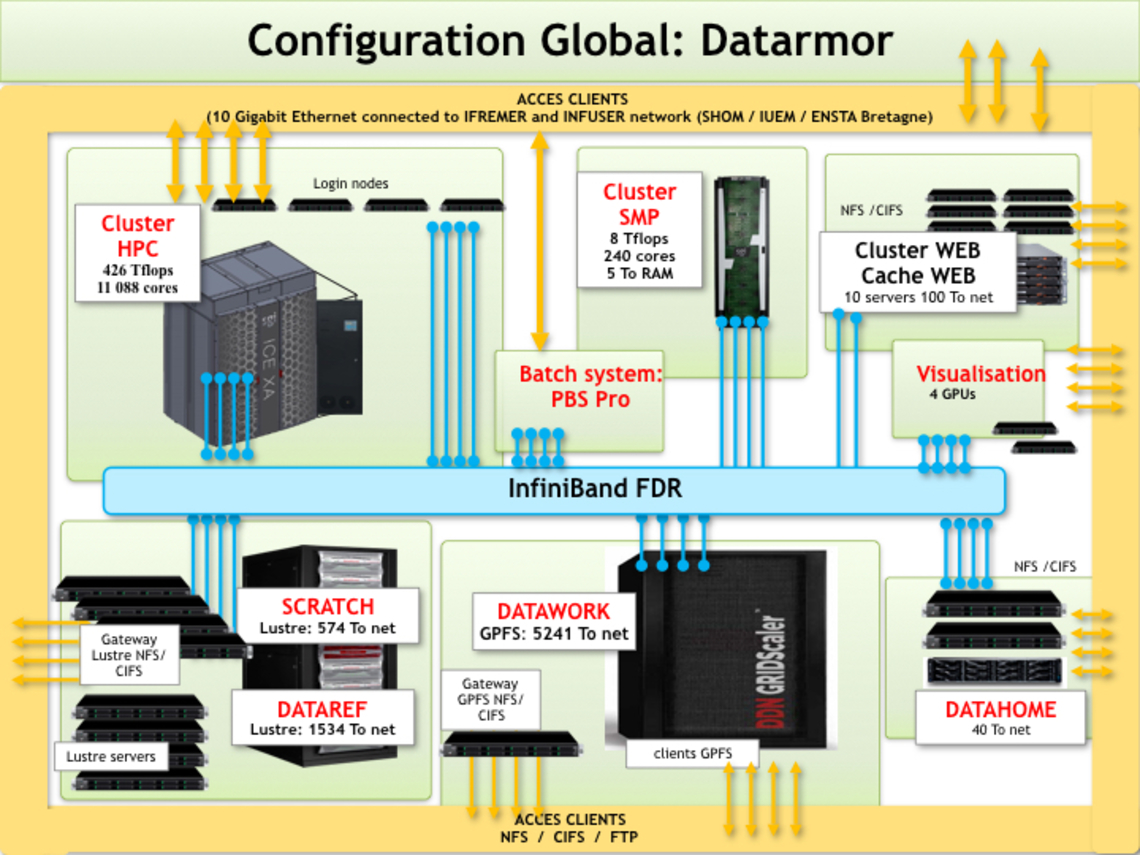 Configuration Global: Datarmor
ACCES CLIENTS
(10 Gigabit Ethernet connected to IFREMER and INFUSER network (SHOM / IUEM / ENSTA Bretagne)
Login nodes
Cluster
HPC
426 Tflops
11 088 cores
ICE XA
Cluster
SMP
8 Tflops
240 cores
5 To RAM
NFS /CIFS
Cluster WEB
Cache WEB
10 servers 100 To net
Batch system:
PBS Pro
Visualisation
4 GPUs
InfiniBand FDR
SCRATCH
Lustre: 574 To net
Gateway
Lustre NFS/
CIFS
DATAREF
Lustre: 1534 To net
Lustre servers
DATAWORK
GPFS: 5241 To net
DDN GRIDScaler
Gateway
GPFS NFS/
CIFS
clients GPFS
NFS /CIFS
DATAHOME
40 To net
ACCES CLIENTS
NFS / CIFS / FTP